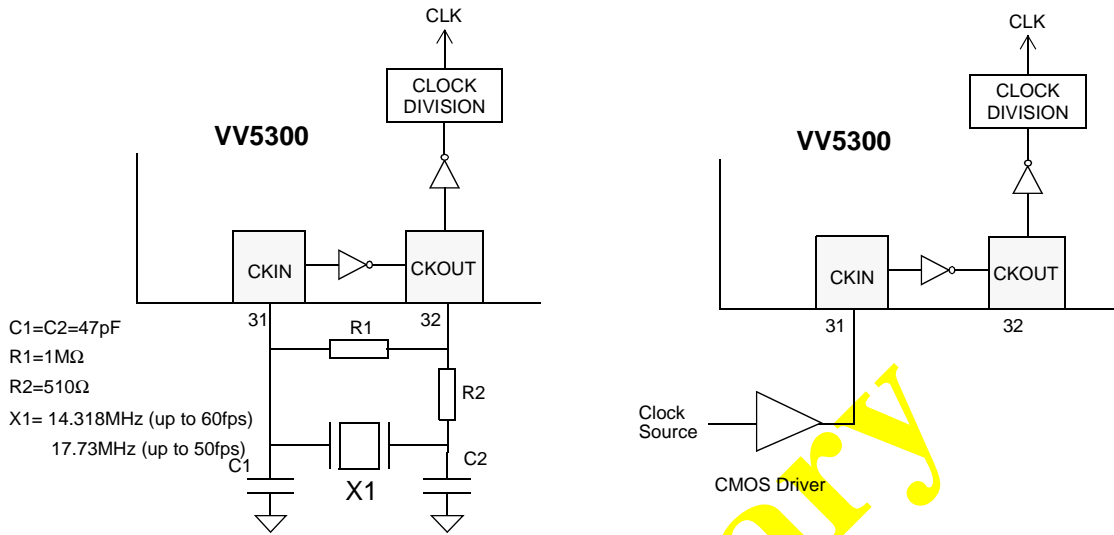 CLK
CLOCK
DIVISION
VV5300
CKIN
CKOUT
31
32
C1=C2=47pF
R1=1MΩ
R2=510Ω
X1= 14.318MHz (up to 60fps)
17.73MHz (up to 50fps)
R1
R2
C1
C2
X1
CLK
CLOCK
DIVISION
VV5300
CKIN
CKOUT
31
32
Clock
Source
CMOS Driver
ary